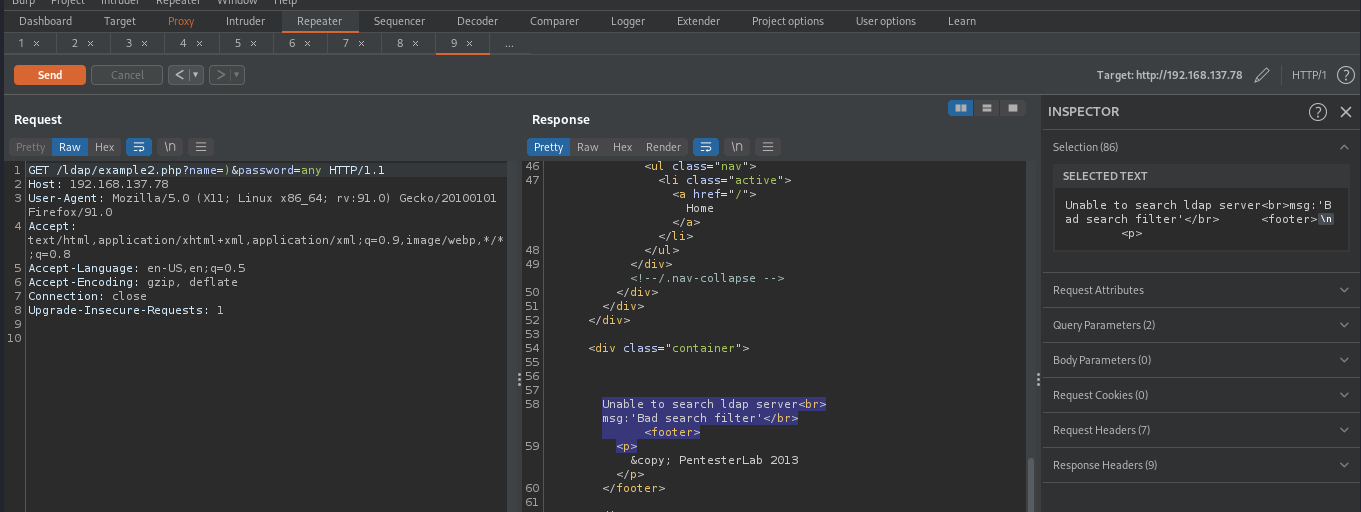 Burp Project Intruder Repeater Window Help
Dashboard Target Proxy Intruder Repeater Sequencer Decoder Comparer Logger Extender Project options User options Learn
1 × 2 × 3 × 4 × 5 × 6 × 7 × 8 × 9 × ...
Send Cancel < ▾ > ▾ Target: http://192.168.137.78 HTTP/1 ?
Request
Pretty Raw Hex \n
1 GET /ldap/example2.php?name=)&password=any HTTP/1.1
2 Host: 192.168.137.78
3 User-Agent: Mozilla/5.0 (X11; Linux x86_64; rv:91.0) Gecko/20100101
Firefox/91.0
4 Accept:
text/html,application/xhtml+xml,application/xml;q=0.9,image/webp,*/*
;q=0.8
5 Accept-Language: en-US,en;q=0.5
6 Accept-Encoding: gzip, deflate
7 Connection: close
8 Upgrade-Insecure-Requests: 1
9
10
Response
Pretty Raw Hex Render \n
46 <ul class="nav">
47 <li class="active">
<a href="/">
Home
</a>
</li>
48 </ul>
49 </div>
<!--/.nav-collapse -->
50 </div>
51 </div>
52 </div>
53
54 <div class="container">
55
56
57
58 Unable to search ldap server<br>
msg:'Bad search filter'</br>
<footer>
59 <p>
&copy; PentesterLab 2013
</p>
60 </footer>
61
INSPECTOR ? ×
Selection (86)
SELECTED TEXT
Unable to search ldap server<br>msg:'B
ad search filter'</br> <footer>\n
<p>
Request Attributes
Query Parameters (2)
Body Parameters (0)
Request Cookies (0)
Request Headers (7)
Response Headers (9)